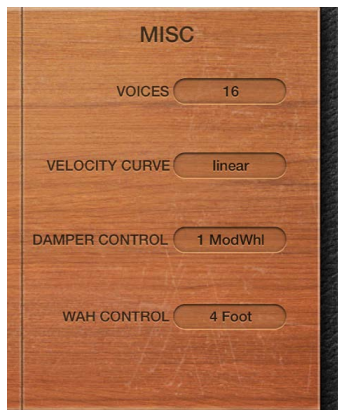 MISC
VOICES 16
VELOCITY CURVE linear
DAMPER CONTROL 1 ModWhl
WAH CONTROL 4 Foot